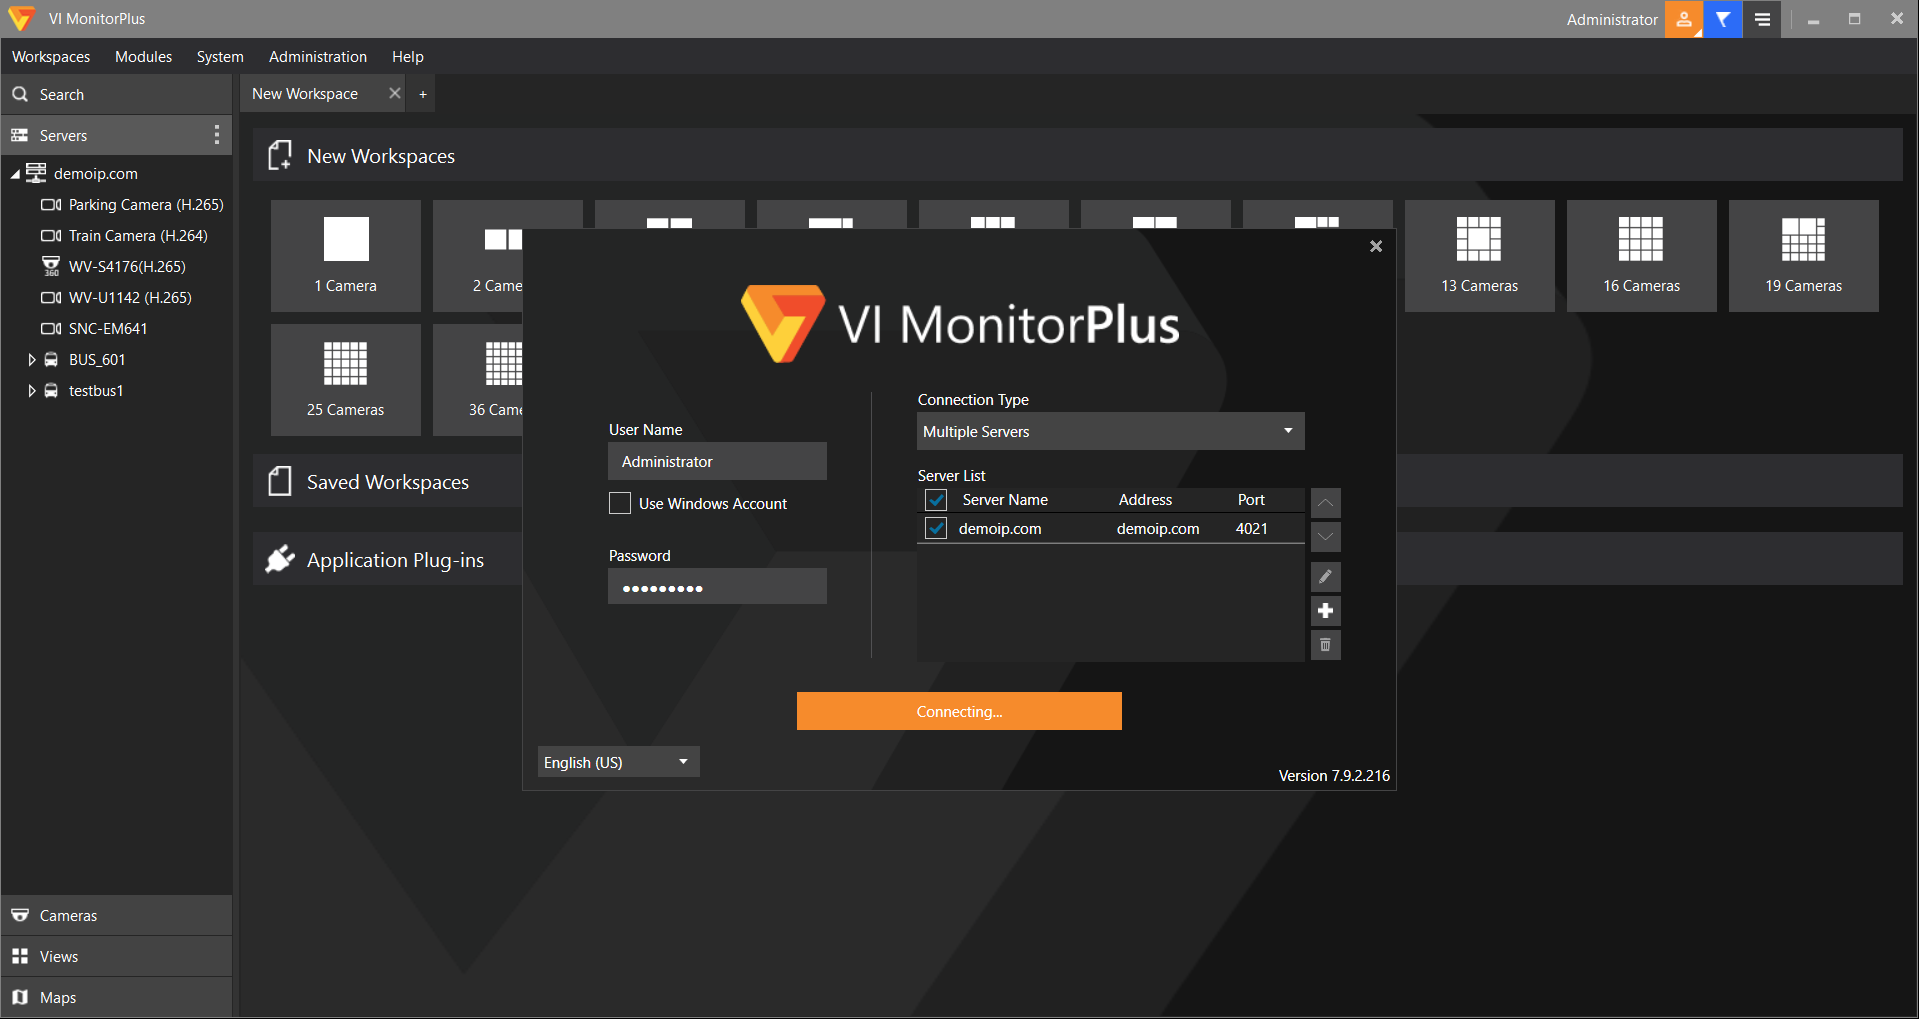 VI MonitorPlus
Administrator
Workspaces Modules System Administration Help
Search
Servers
demoip.com
Parking Camera (H.265)
Train Camera (H.264)
360 WV-S4176(H.265)
WV-U1142 (H.265)
SNC-EM641
BUS_601
testbus1
Cameras
Views
Maps
New Workspace +
New Workspaces
1 Camera
2 Came
13 Cameras
16 Cameras
19 Cameras
25 Cameras
36 Came
Saved Workspaces
Application Plug-ins
VI MonitorPlus
User Name
Administrator
Use Windows Account
Password
Connection Type
Multiple Servers
Server List
Server Name Address Port
demoip.com demoip.com 4021
Connecting...
English (US)
Version 7.9.2.216